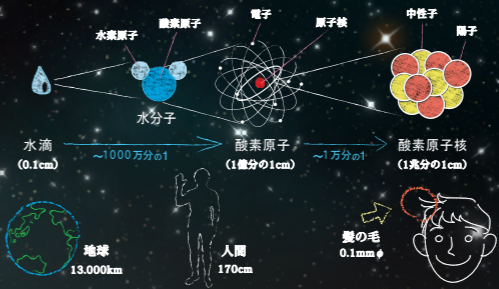 水素原子
酸素原子
電子
原子核
中性子
陽子
水分子
水滴
(0.1cm)
~1000万分の1
酸素原子
(1億分の1cm)
~1万分の1
酸素原子核
(1兆分の1cm)
地球
13.000km
人間
170cm
髪の毛
0.1mmφ